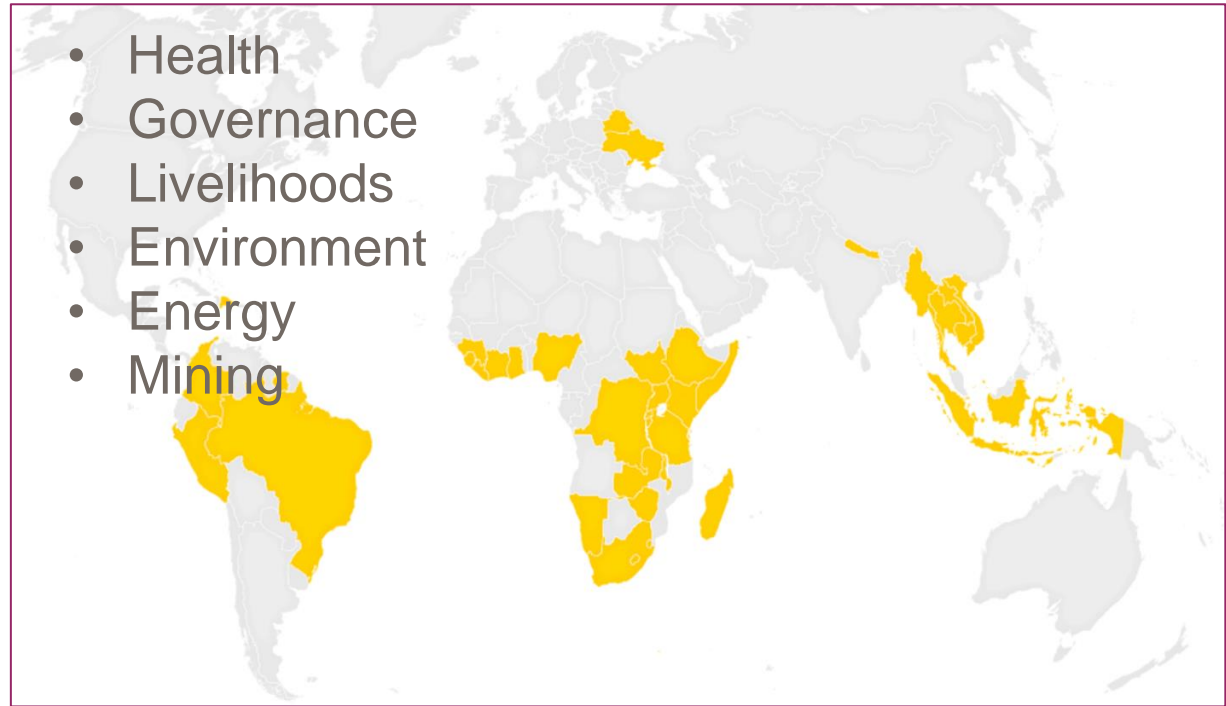 • Health
• Governance
• Livelihoods
• Environment
• Energy
• Mining